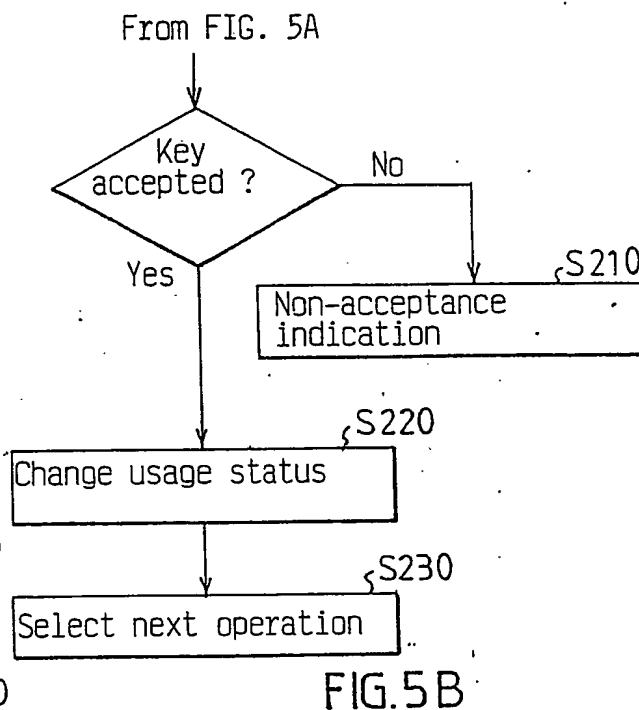 From FIG. 5A
Key
accepted ?
No
Yes
S210
Non-acceptance
indication
S220
Change usage status
S230
Select next operation
FIG.5B